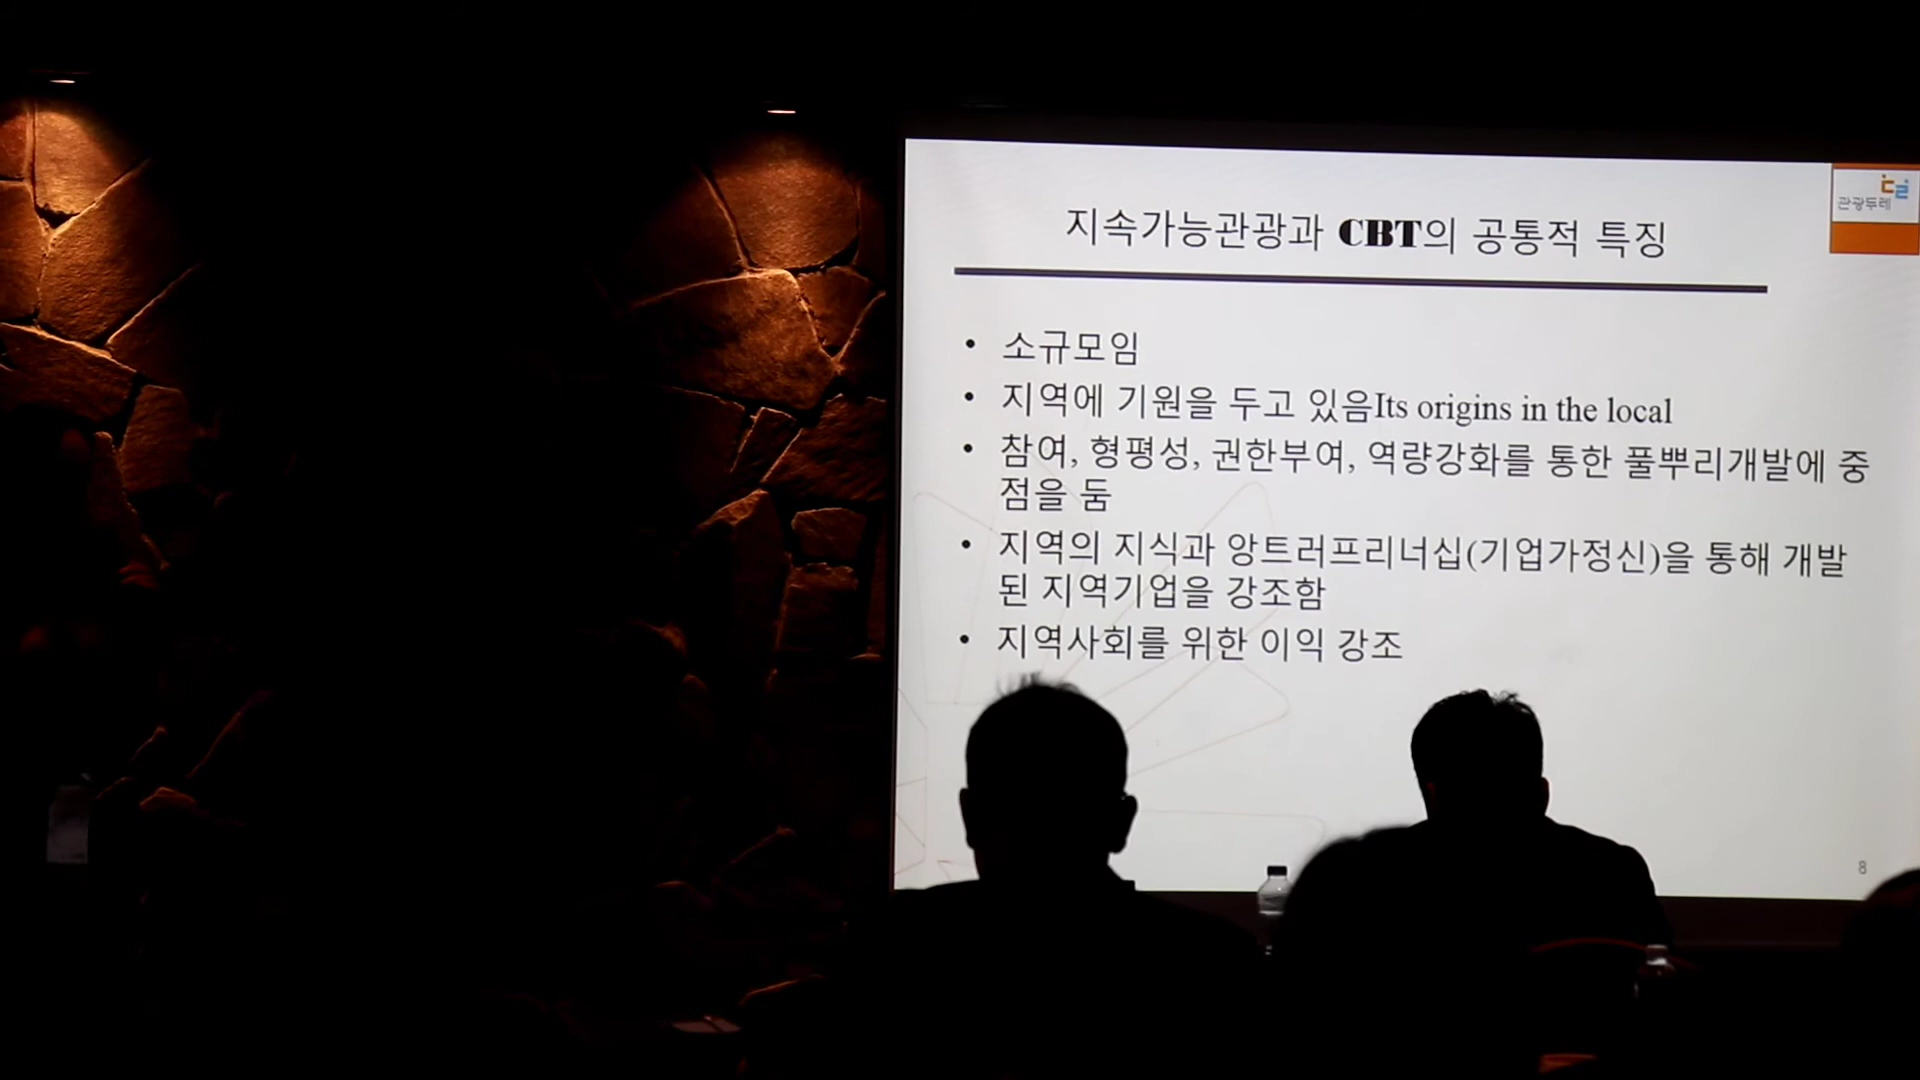 관광두레
지속가능관광과 CBT의 공통적 특징
• 소규모임
• 지역에 기원을 두고 있음Its origins in the local
• 참여, 형평성, 권한부여, 역량강화를 통한 풀뿌리개발에 중
점을 둠
• 지역의 지식과 앙트러프리너십(기업가정신)을 통해 개발
된 지역기업을 강조함
• 지역사회를 위한 이익 강조
8